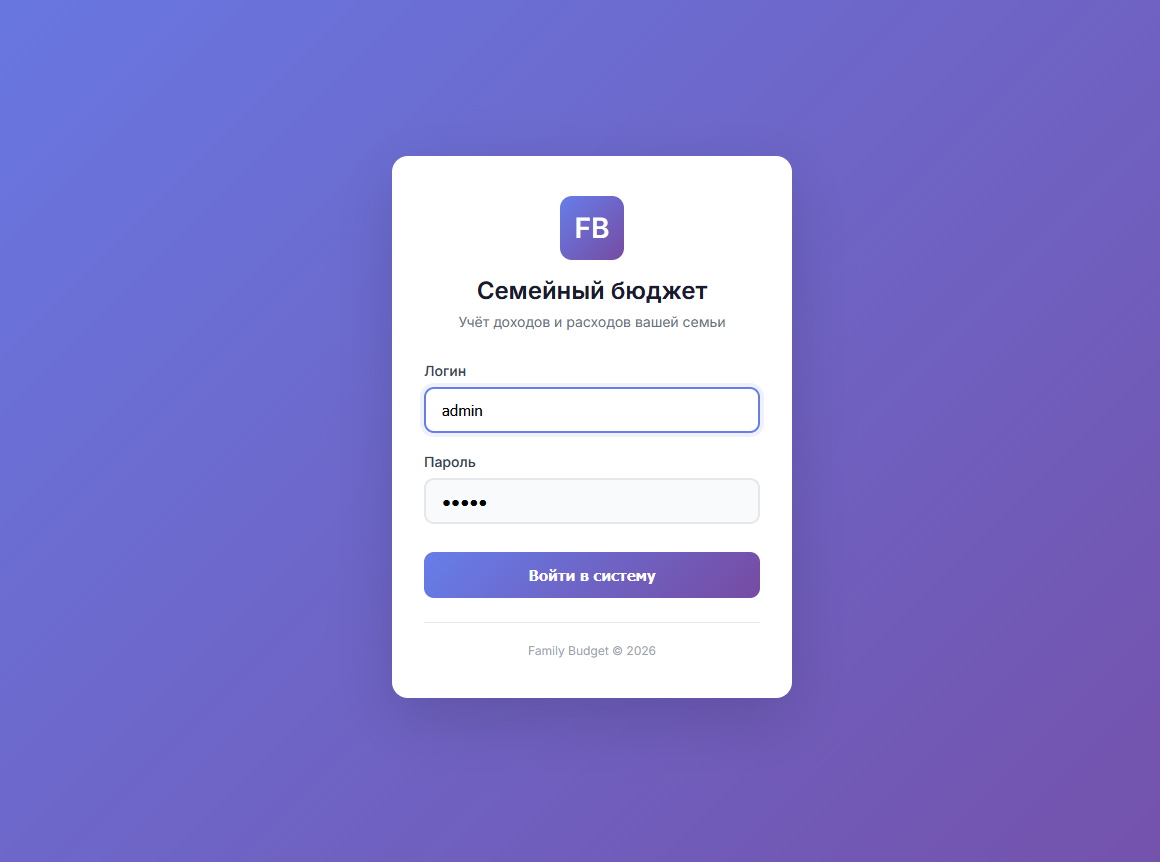 FB
Семейный бюджет
Учёт доходов и расходов вашей семьи
Логин
admin
Пароль
•••••
Войти в систему
Family Budget © 2026